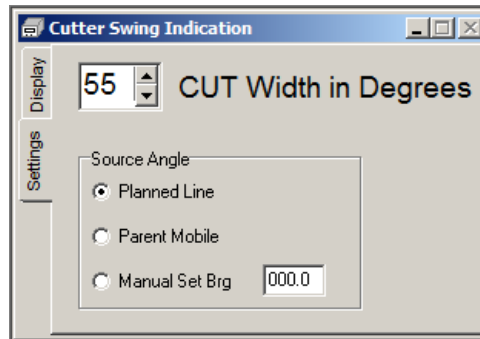 Cutter Swing Indication
Display
Settings
55 CUT Width in Degrees
Source Angle
Planned Line
Parent Mobile
Manual Set Brg 000.0